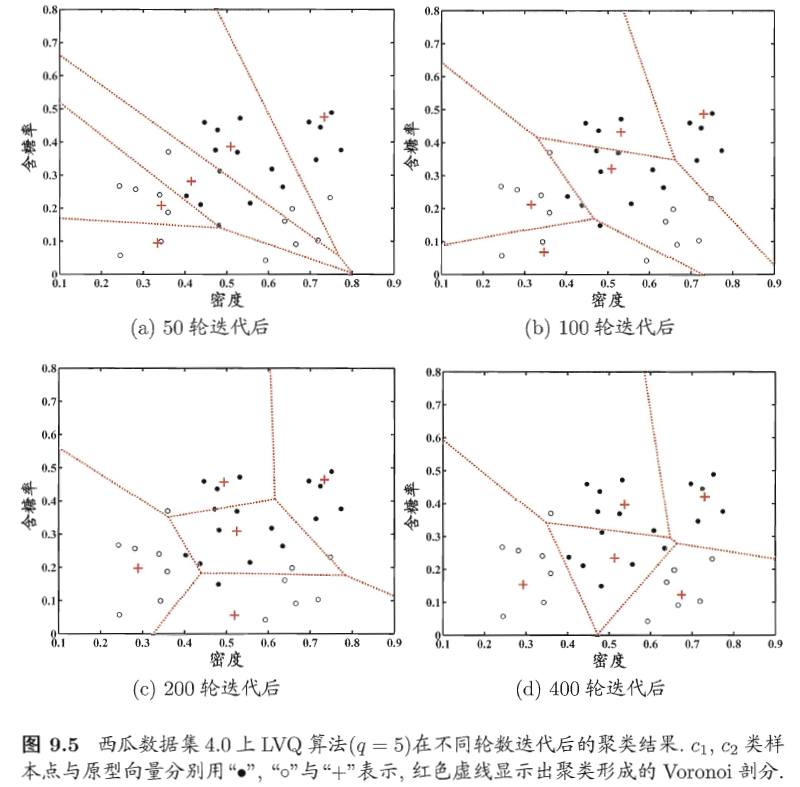 0.8
0.7
0.6
0.5
0.4
0.3
0.2
0.1
0
含糖率
0.1 0.2 0.3 0.4 0.5 0.6 0.7 0.8 0.9
密度
(a) 50 轮迭代后
0.8
0.7
0.6
0.5
0.4
0.3
0.2
0.1
0
含糖率
0.1 0.2 0.3 0.4 0.5 0.6 0.7 0.8 0.9
密度
(b) 100 轮迭代后
0.8
0.7
0.6
0.5
0.4
0.3
0.2
0.1
0
含糖率
0.1 0.2 0.3 0.4 0.5 0.6 0.7 0.8 0.9
密度
(c) 200 轮迭代后
0.8
0.7
0.6
0.5
0.4
0.3
0.2
0.1
0
含糖率
0.1 0.2 0.3 0.4 0.5 0.6 0.7 0.8 0.9
密度
(d) 400 轮迭代后
图 9.5 西瓜数据集 4.0 上 LVQ 算法(q = 5)在不同轮数迭代后的聚类结果. c₁, c₂ 类样
本点与原型向量分别用“●”, “○”与“+”表示, 红色虚线显示出聚类形成的 Voronoi 剖分.